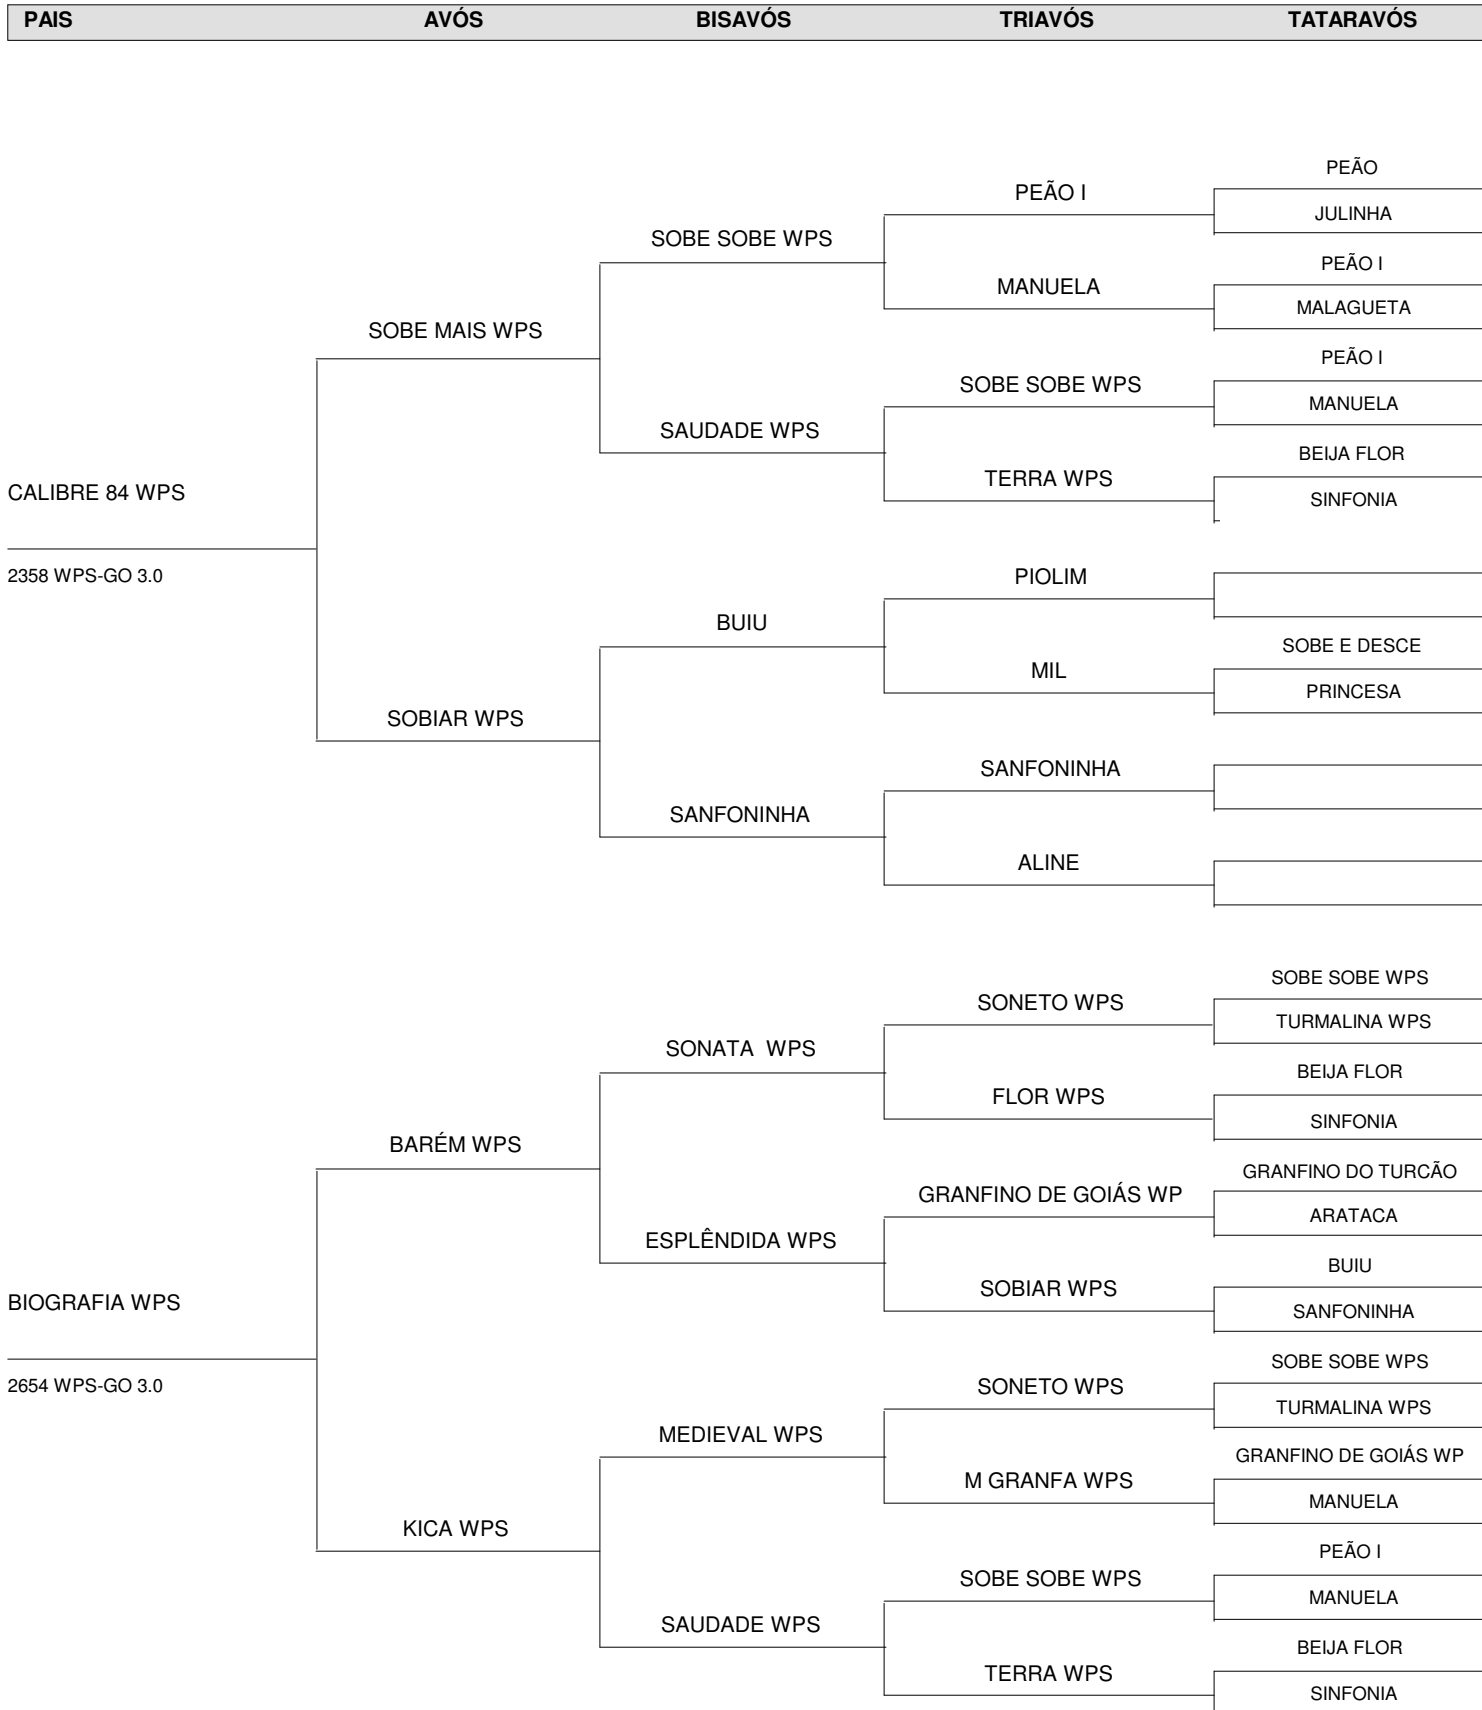 PAIS AVÓS BISAVÓS TRIAVÓS TATARAVÓS
PEÃO
PEÃO I
JULINHA
SOBE SOBE WPS
PEÃO I
MANUELA
MALAGUETA
SOBE MAIS WPS
PEÃO I
SOBE SOBE WPS
MANUELA
SAUDADE WPS
BEIJA FLOR
TERRA WPS
CALIBRE 84 WPS
SINFONIA
2358 WPS-GO 3.0
PIOLIM
BUIU
SOBE E DESCE
MIL
PRINCESA
SOBIAR WPS
SANFONINHA
SANFONINHA
ALINE
SOBE SOBE WPS
SONETO WPS
TURMALINA WPS
SONATA WPS
BEIJA FLOR
FLOR WPS
SINFONIA
BARÉM WPS
GRANFINO DO TURCÃO
GRANFINO DE GOIÁS WP
ARATACA
ESPLÊNDIDA WPS
BUIU
SOBIAR WPS
BIOGRAFIA WPS
SANFONINHA
SOBE SOBE WPS
2654 WPS-GO 3.0
SONETO WPS
TURMALINA WPS
MEDIEVAL WPS
GRANFINO DE GOIÁS WP
M GRANFA WPS
MANUELA
KICA WPS
PEÃO I
SOBE SOBE WPS
MANUELA
SAUDADE WPS
BEIJA FLOR
TERRA WPS
SINFONIA